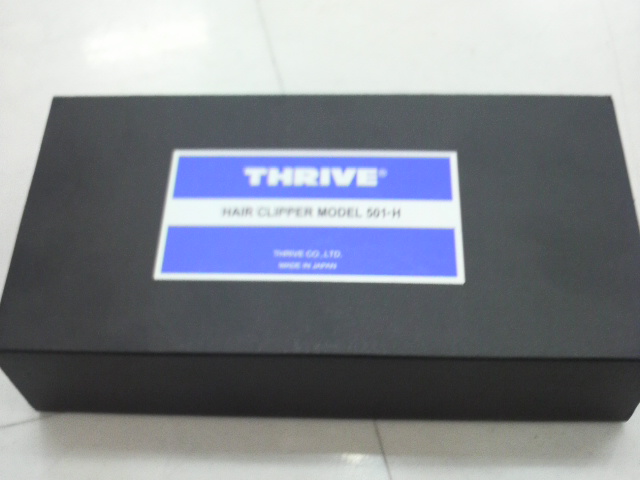 THRIVE®
HAIR CLIPPER MODEL 501-H
THRIVE CO.,LTD.
MADE IN JAPAN